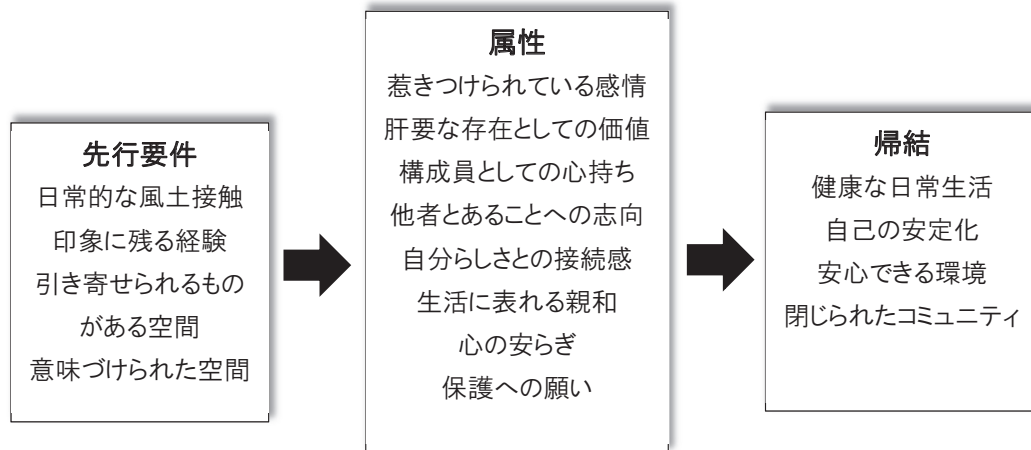 先行要件
日常的な風土接触
印象に残る経験
引き寄せられるもの
がある空間
意味づけられた空間
属性
惹きつけられている感情
肝要な存在としての価値
構成員としての心持ち
他者とあることへの志向
自分らしさとの接続感
生活に表れる親和
心の安らぎ
保護への願い
帰結
健康な日常生活
自己の安定化
安心できる環境
閉じられたコミュニティ